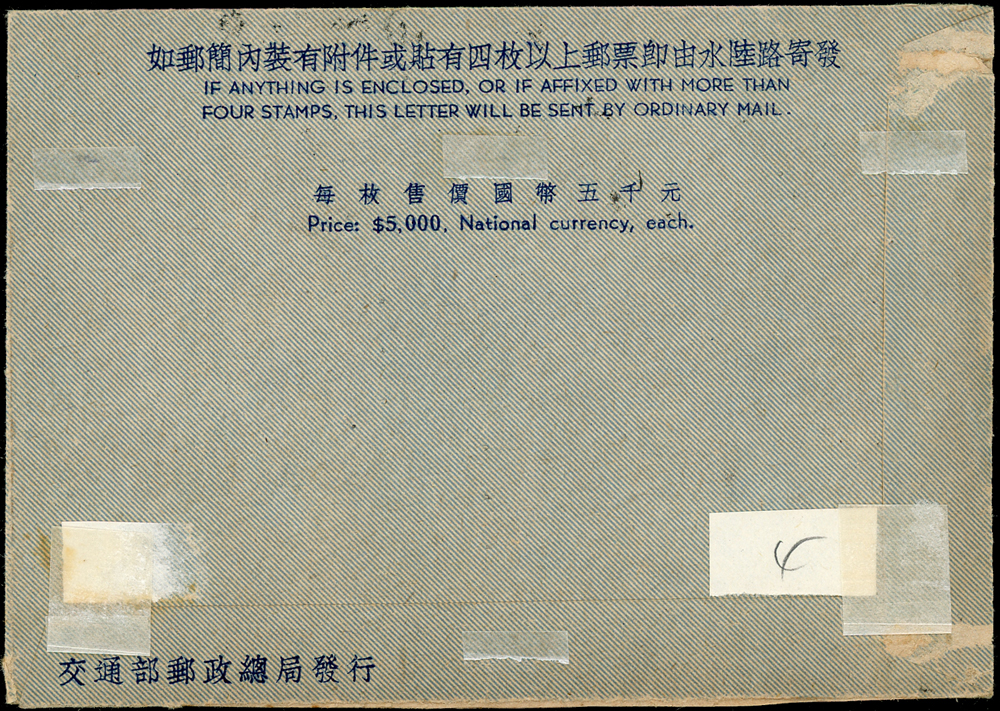 如郵簡內裝有附件或貼有四枚以上郵票卽由水陸路寄發
IF ANYTHING IS ENCLOSED, OR IF AFFIXED WITH MORE THAN
FOUR STAMPS, THIS LETTER WILL BE SENT BY ORDINARY MAIL.
每枚售價國幣五千元
Price: $5,000, National currency, each.
4
交通部郵政總局發行